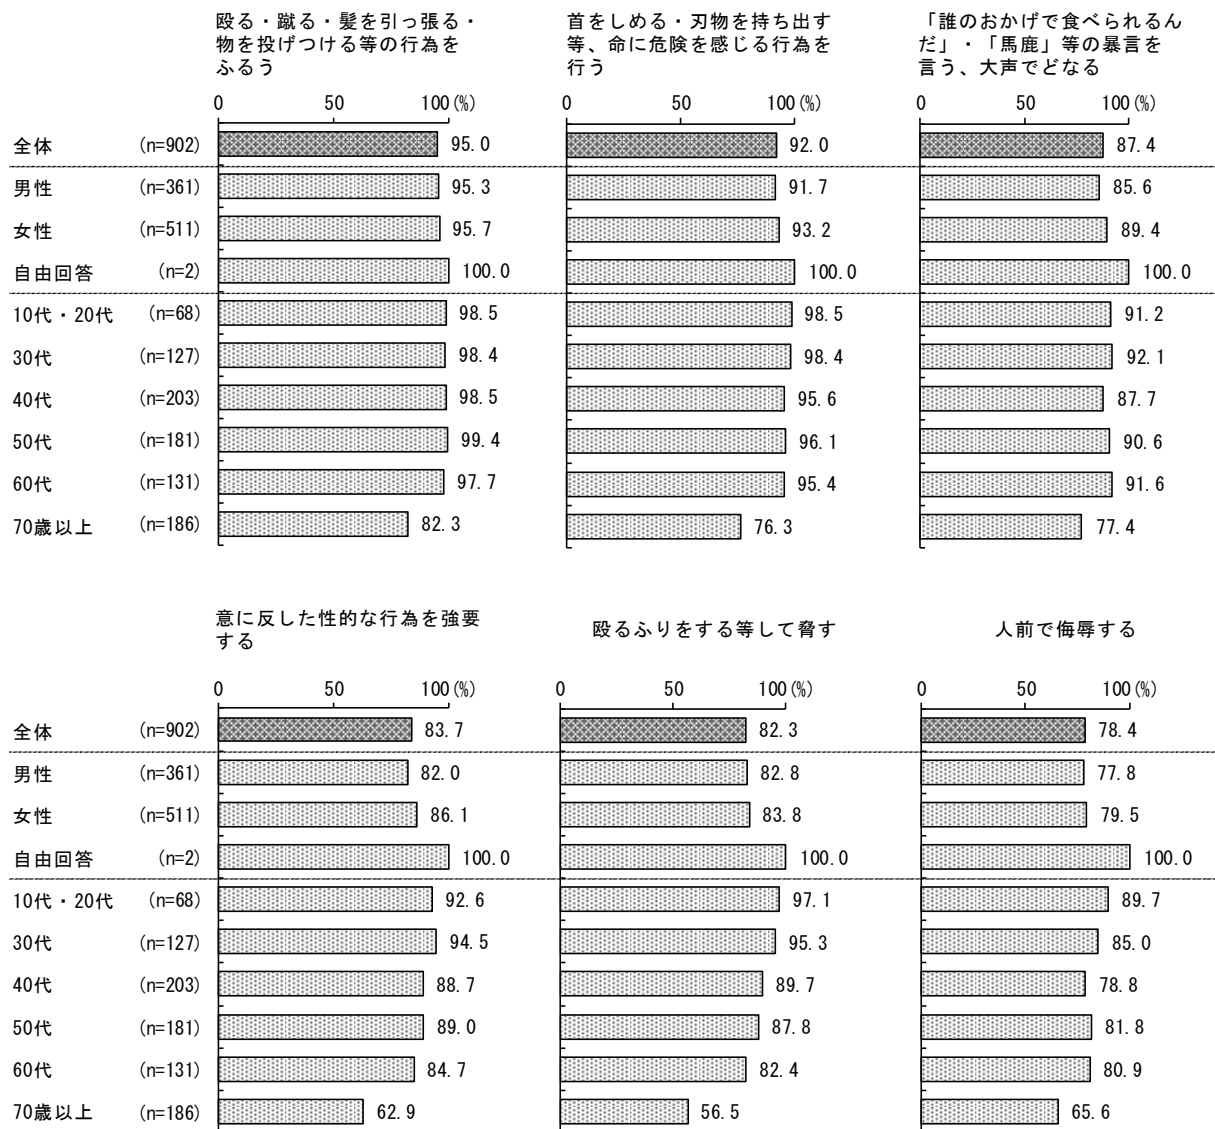 殴る・蹴る・髪を引っ張る・
物を投げつける等の行為を
ふるう
首をしめる・刃物を持ち出す
等、命に危険を感じる行為を
行う
「誰のおかげで食べられるん
だ」・「馬鹿」等の暴言を
言う、大声でどなる
0 50 100(%) 0 50 100(%) 0 50 100(%)
全体 (n=902) 95.0 92.0 87.4
男性 (n=361) 95.3 91.7 85.6
女性 (n=511) 95.7 93.2 89.4
自由回答 (n=2) 100.0 100.0 100.0
10代・20代 (n=68) 98.5 98.5 91.2
30代 (n=127) 98.4 98.4 92.1
40代 (n=203) 98.5 95.6 87.7
50代 (n=181) 99.4 96.1 90.6
60代 (n=131) 97.7 95.4 91.6
70歳以上 (n=186) 82.3 76.3 77.4
意に反した性的な行為を強要
する
殴るふりをする等して脅す
人前で侮辱する
0 50 100(%) 0 50 100(%) 0 50 100(%)
全体 (n=902) 83.7 82.3 78.4
男性 (n=361) 82.0 82.8 77.8
女性 (n=511) 86.1 83.8 79.5
自由回答 (n=2) 100.0 100.0 100.0
10代・20代 (n=68) 92.6 97.1 89.7
30代 (n=127) 94.5 95.3 85.0
40代 (n=203) 88.7 89.7 78.8
50代 (n=181) 89.0 87.8 81.8
60代 (n=131) 84.7 82.4 80.9
70歳以上 (n=186) 62.9 56.5 65.6